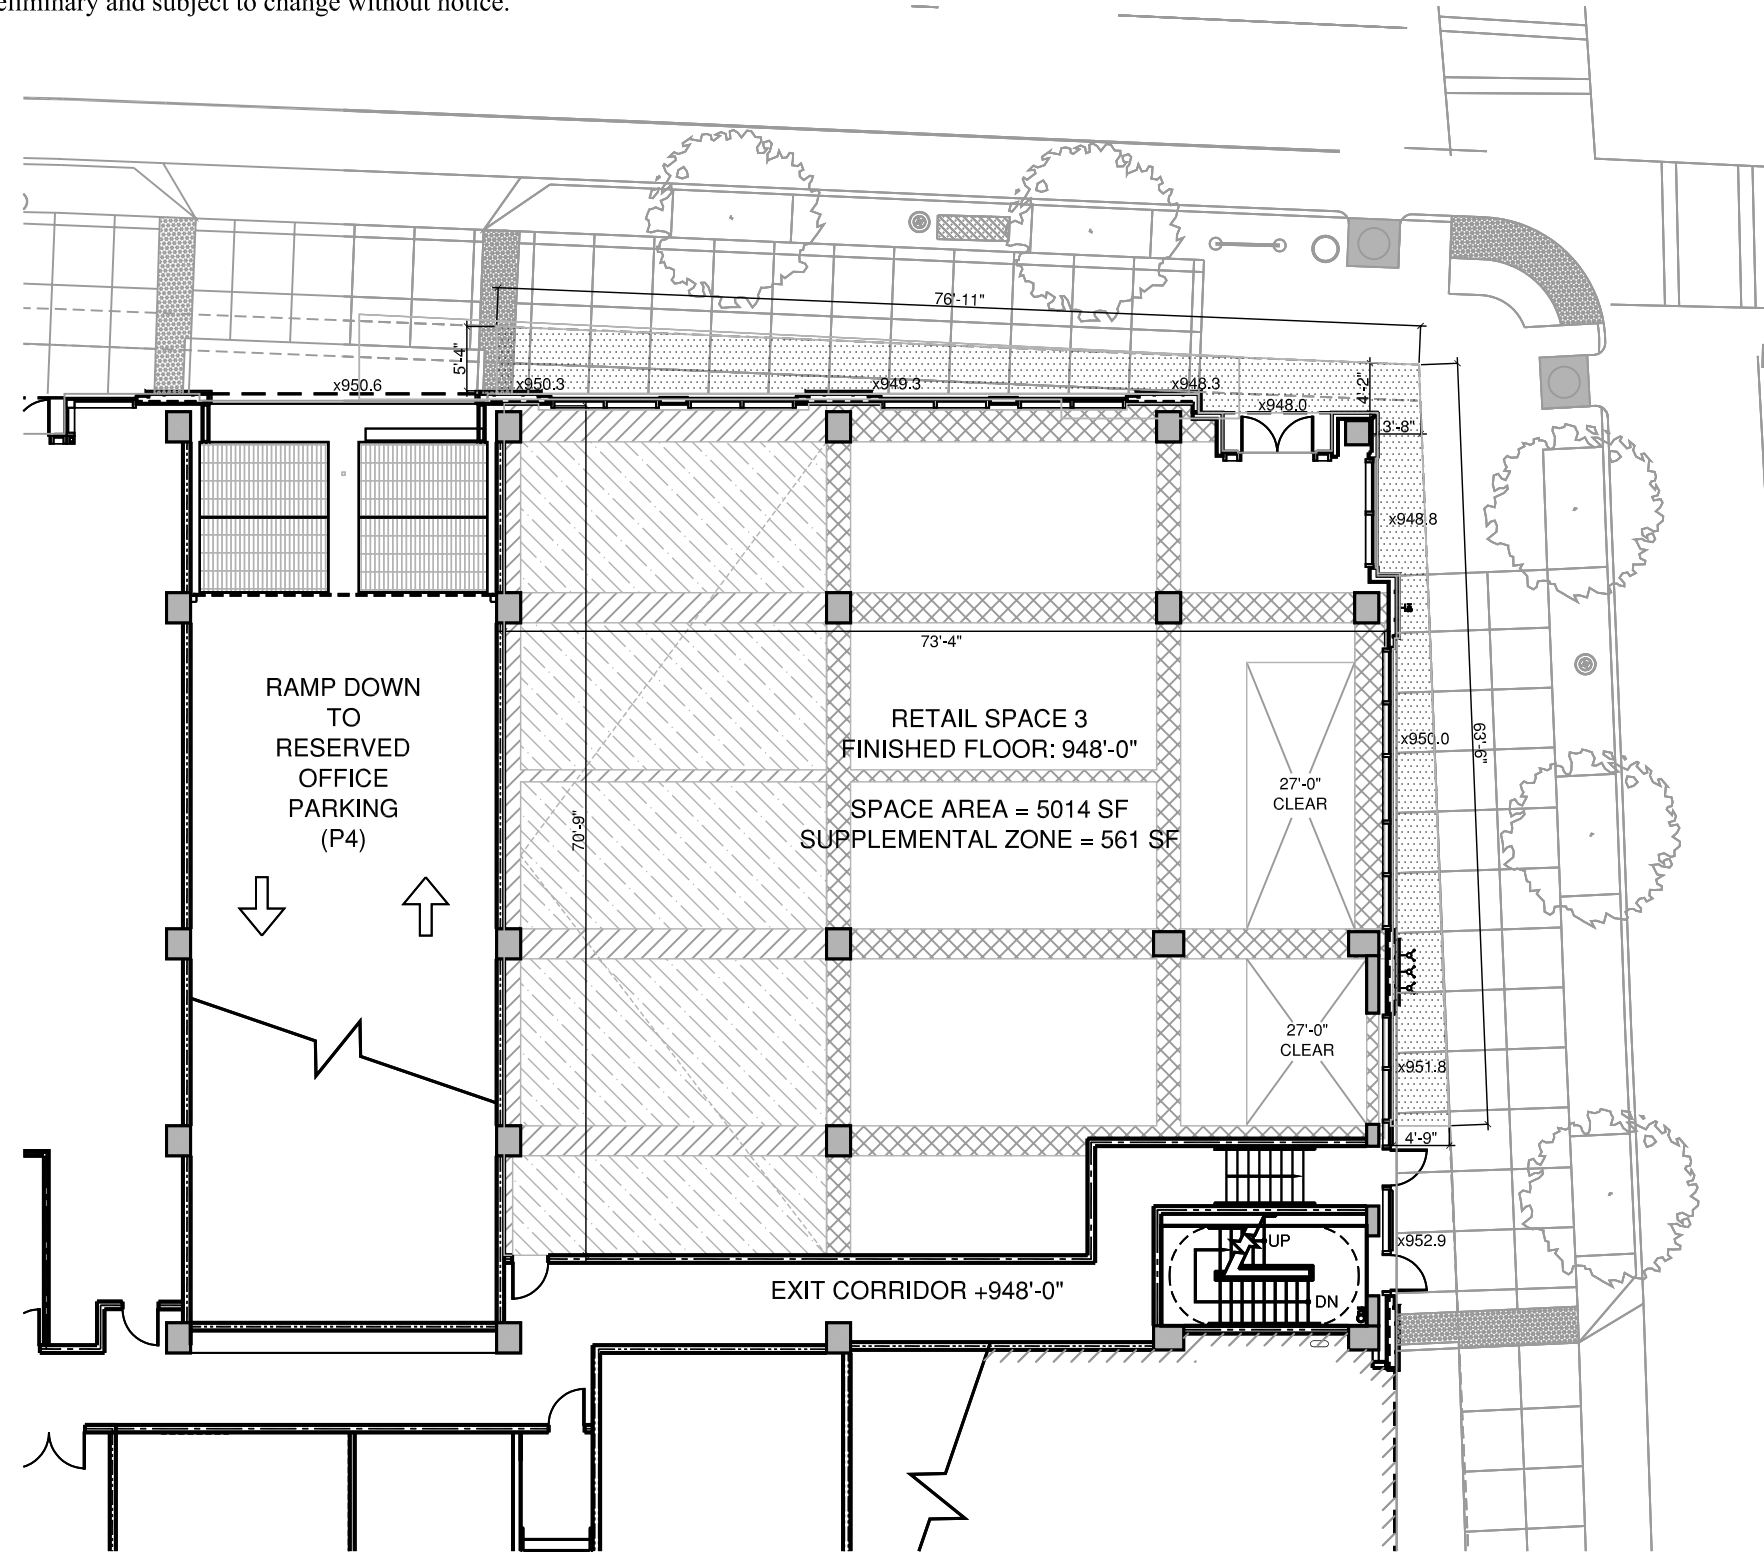 eliminary and subject to change without notice.
76'-11"
5'-4"
x950.6
x950.3
x949.3
x948.3
4'-2"
x948.0
3'-8"
x948.8
73'-4"
RAMP DOWN
TO
RESERVED
OFFICE
PARKING
(P4)
RETAIL SPACE 3
FINISHED FLOOR: 948'-0"
SPACE AREA = 5014 SF
SUPPLEMENTAL ZONE = 561 SF
70'-9"
27'-0"
CLEAR
x950.0
63'-6"
27'-0"
CLEAR
x951.8
4'-9"
UP
x952.9
EXIT CORRIDOR +948'-0"
DN